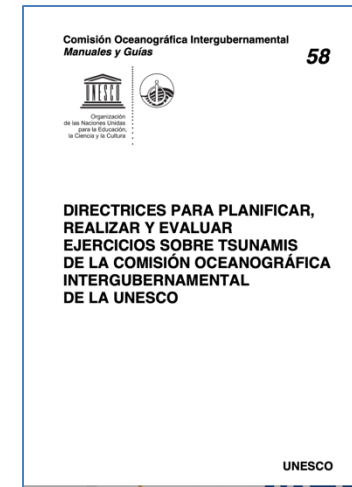 Comisión Oceanográfica Intergubernamental
Manuales y Guías
58
UNESCO
Organización
de las Naciones Unidas
para la Educación,
la Ciencia y la Cultura
DIRECTRICES PARA PLANIFICAR,
REALIZAR Y EVALUAR
EJERCICIOS SOBRE TSUNAMIS
DE LA COMISIÓN OCEANOGRÁFICA
INTERGUBERNAMENTAL
DE LA UNESCO
UNESCO